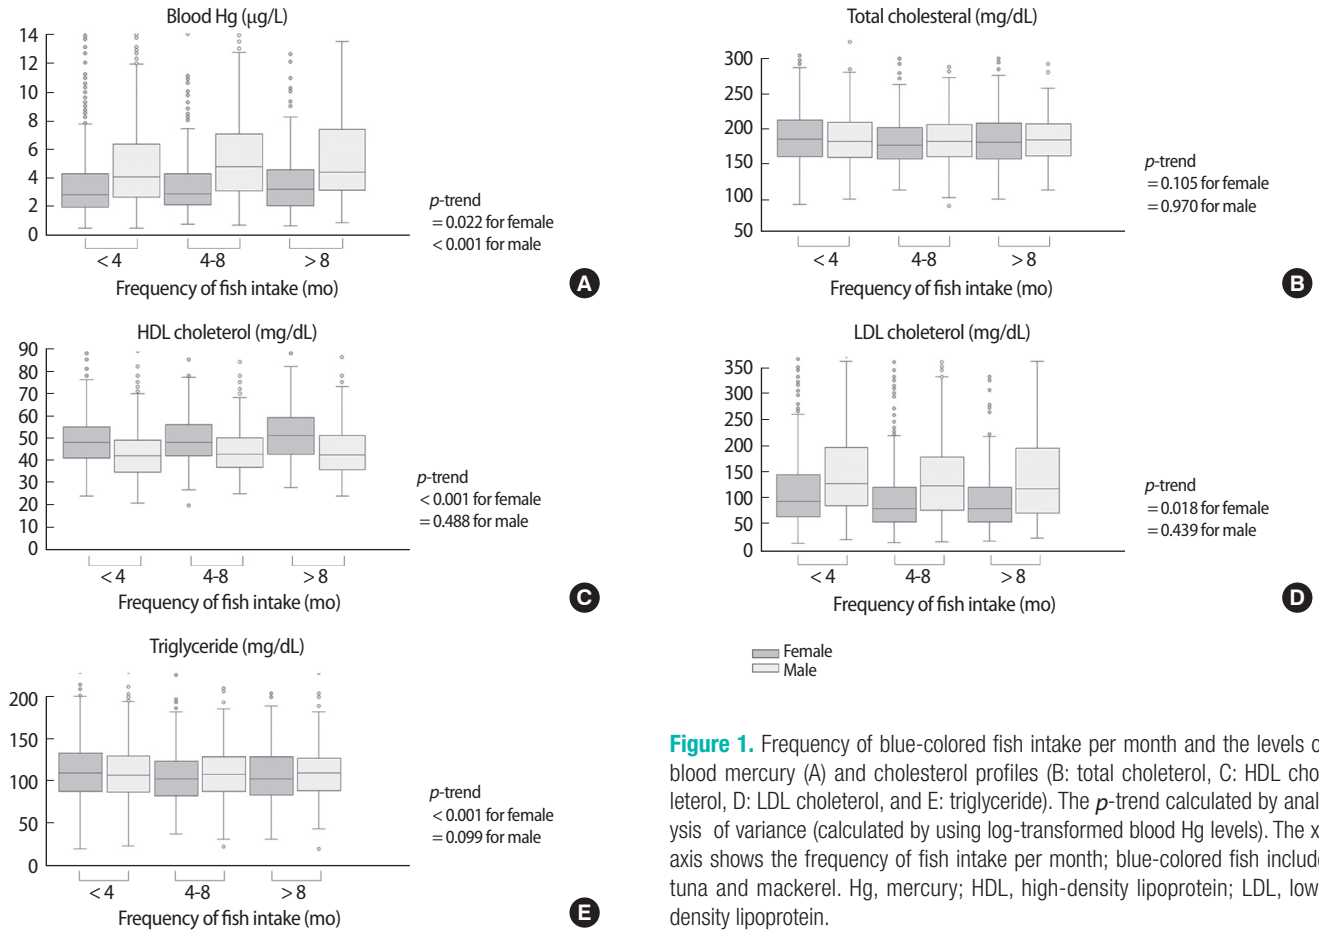 Blood Hg (μg/L)
14
12
10
8
6
4
2
0
< 4
4-8
> 8
Frequency of fish intake (mo)
p-trend
= 0.022 for female
< 0.001 for male
A
Total cholesteral (mg/dL)
300
250
200
150
100
50
< 4
4-8
> 8
Frequency of fish intake (mo)
p-trend
= 0.105 for female
= 0.970 for male
B
HDL choleterol (mg/dL)
90
80
70
60
50
40
30
20
10
0
< 4
4-8
> 8
Frequency of fish intake (mo)
p-trend
< 0.001 for female
= 0.488 for male
C
LDL choleterol (mg/dL)
350
300
250
200
150
100
50
0
< 4
4-8
> 8
Frequency of fish intake (mo)
p-trend
= 0.018 for female
= 0.439 for male
D
Female
Male
Triglyceride (mg/dL)
200
150
100
50
0
< 4
4-8
> 8
Frequency of fish intake (mo)
p-trend
< 0.001 for female
= 0.099 for male
E
Figure 1. Frequency of blue-colored fish intake per month and the levels o
blood mercury (A) and cholesterol profiles (B: total choleterol, C: HDL cho
leterol, D: LDL choleterol, and E: triglyceride). The p-trend calculated by anal
ysis of variance (calculated by using log-transformed blood Hg levels). The x
axis shows the frequency of fish intake per month; blue-colored fish include
tuna and mackerel. Hg, mercury; HDL, high-density lipoprotein; LDL, low
density lipoprotein.